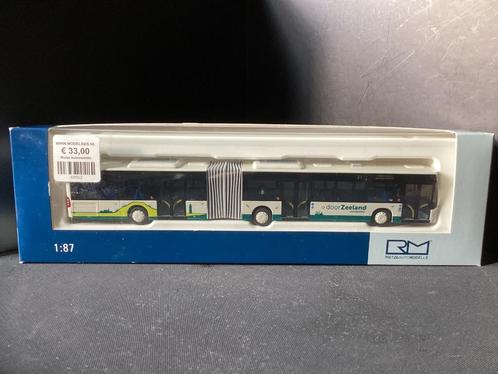 WWW.MODELBUS.NL
€ 33,00
doorZeeland
1:87
RM
RIETZE AUTOMODELLE